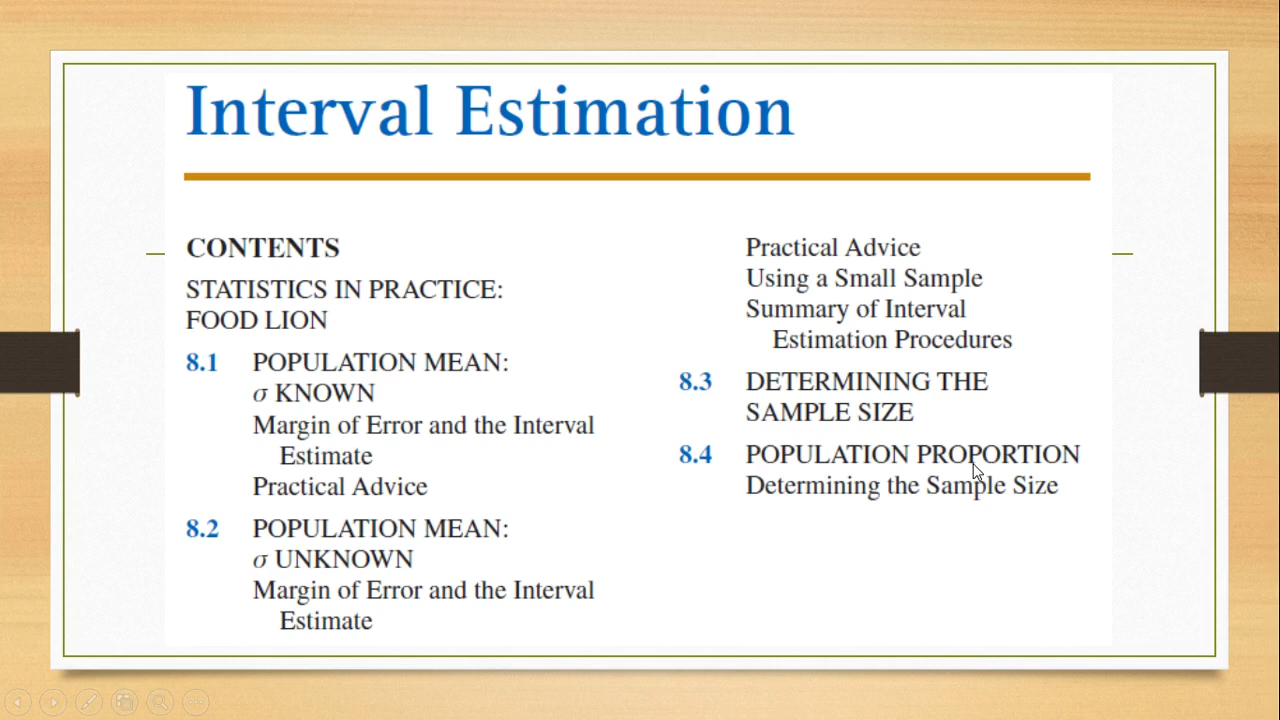 Interval Estimation
CONTENTS
STATISTICS IN PRACTICE:
FOOD LION
8.1 POPULATION MEAN:
σ KNOWN
Margin of Error and the Interval
Estimate
Practical Advice
8.2 POPULATION MEAN:
σ UNKNOWN
Margin of Error and the Interval
Estimate
Practical Advice
Using a Small Sample
Summary of Interval
Estimation Procedures
8.3 DETERMINING THE
SAMPLE SIZE
8.4 POPULATION PROPORTION
Determining the Sample Size